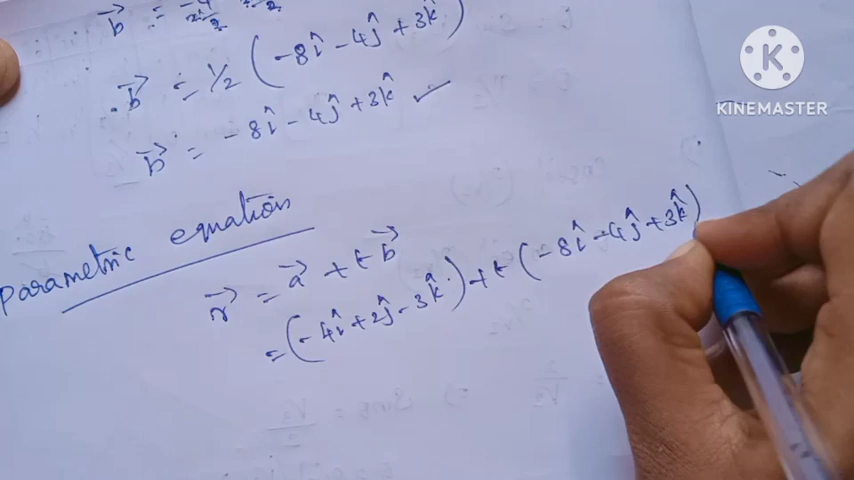 b⃗ =
.b⃗ = 1/2 (-8î - 4ĵ + 3k̂)
b⃗ = -8î - 4ĵ + 3k̂ ✓
Parametric equation
r⃗ = a⃗ + t b⃗
= (-4î + 2ĵ - 3k̂) + t (-8î - 4ĵ + 3k̂)
K
KINEMASTER